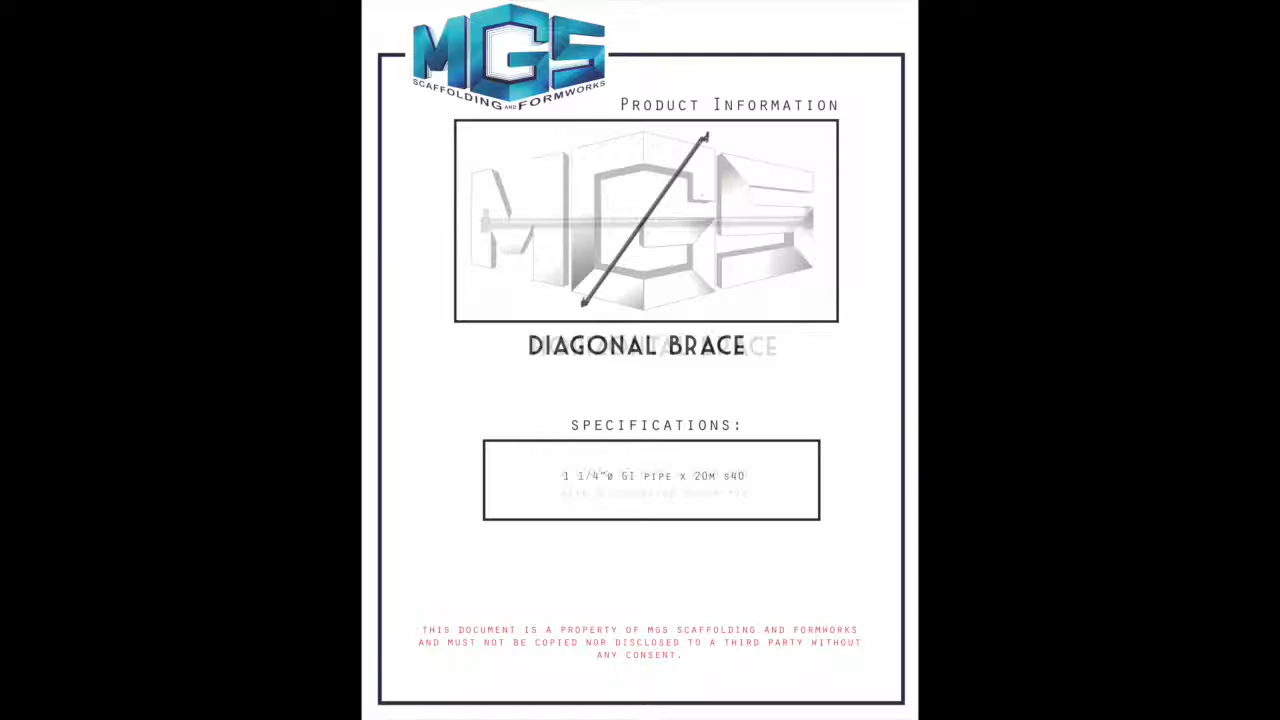 MGS
SCAFFOLDING AND FORMWORKS
PRODUCT INFORMATION
MGS
DIAGONAL BRACE
SPECIFICATIONS:
1 1/4"Ø GI PIPE X 20M S40
THIS DOCUMENT IS A PROPERTY OF MGS SCAFFOLDING AND FORMWORKS
AND MUST NOT BE COPIED NOR DISCLOSED TO A THIRD PARTY WITHOUT
ANY CONSENT.